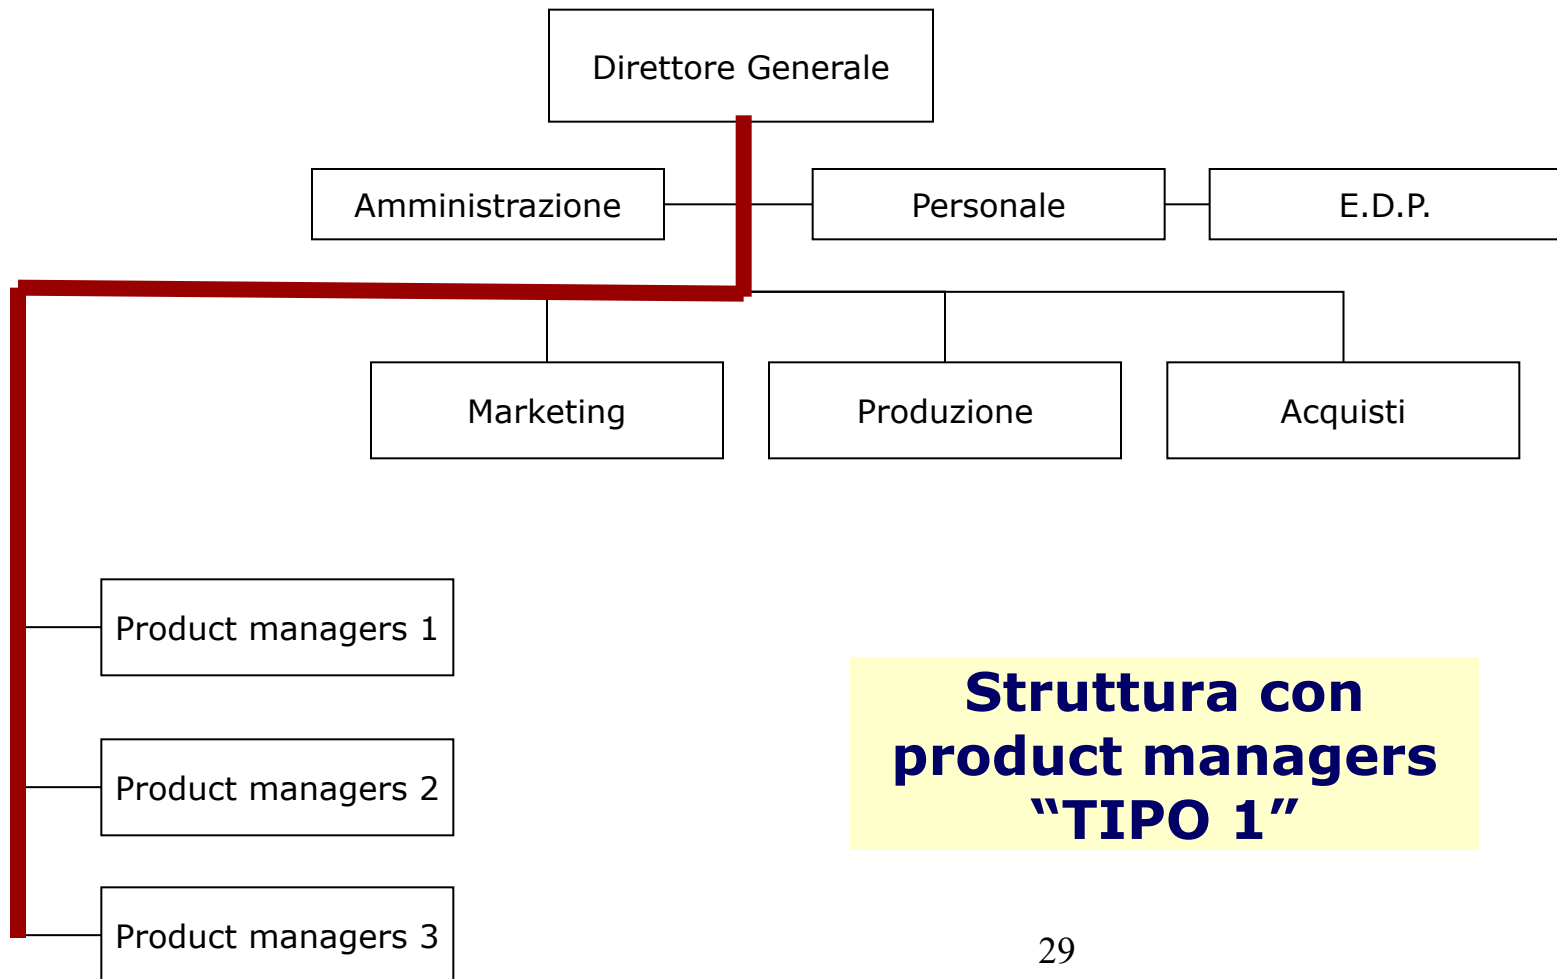 Direttore Generale
Amministrazione
Personale
E.D.P.
Marketing
Produzione
Acquisti
Product managers 1
Product managers 2
Product managers 3
Struttura con
product managers
“TIPO 1”
29